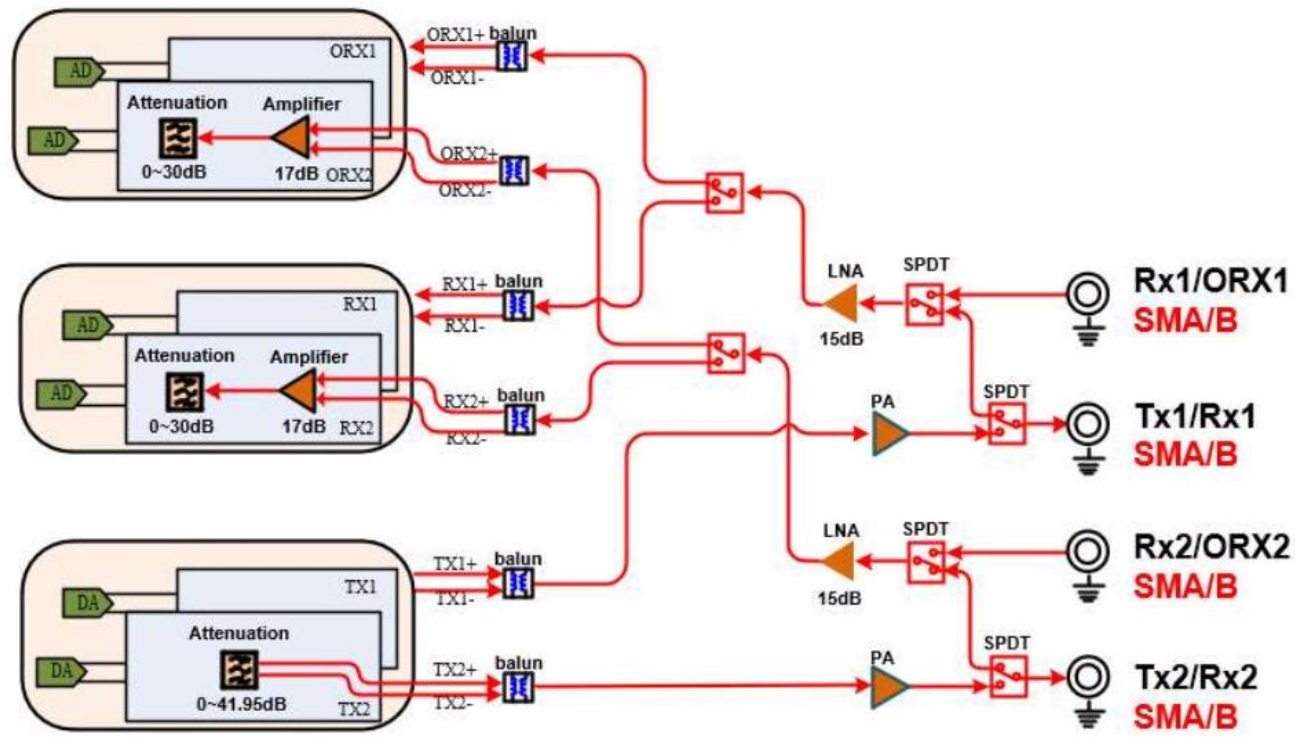 ORX1+ balun
ORX1
AD
ORX1-
Attenuation Amplifier
AD
ORX2+
0~30dB 17dB ORX2
ORX2-
LNA SPDT
15dB
Rx1/ORX1
SMA/B
RX1+ balun
RX1
AD
RX1-
Attenuation Amplifier
AD
RX2+ balun
0~30dB 17dB RX2
RX2-
PA SPDT
Tx1/Rx1
SMA/B
LNA SPDT
15dB
Rx2/ORX2
SMA/B
TX1+ balun
TX1
DA
TX1-
Attenuation
DA
TX2+ balun
0~41.95dB TX2
TX2-
PA SPDT
Tx2/Rx2
SMA/B